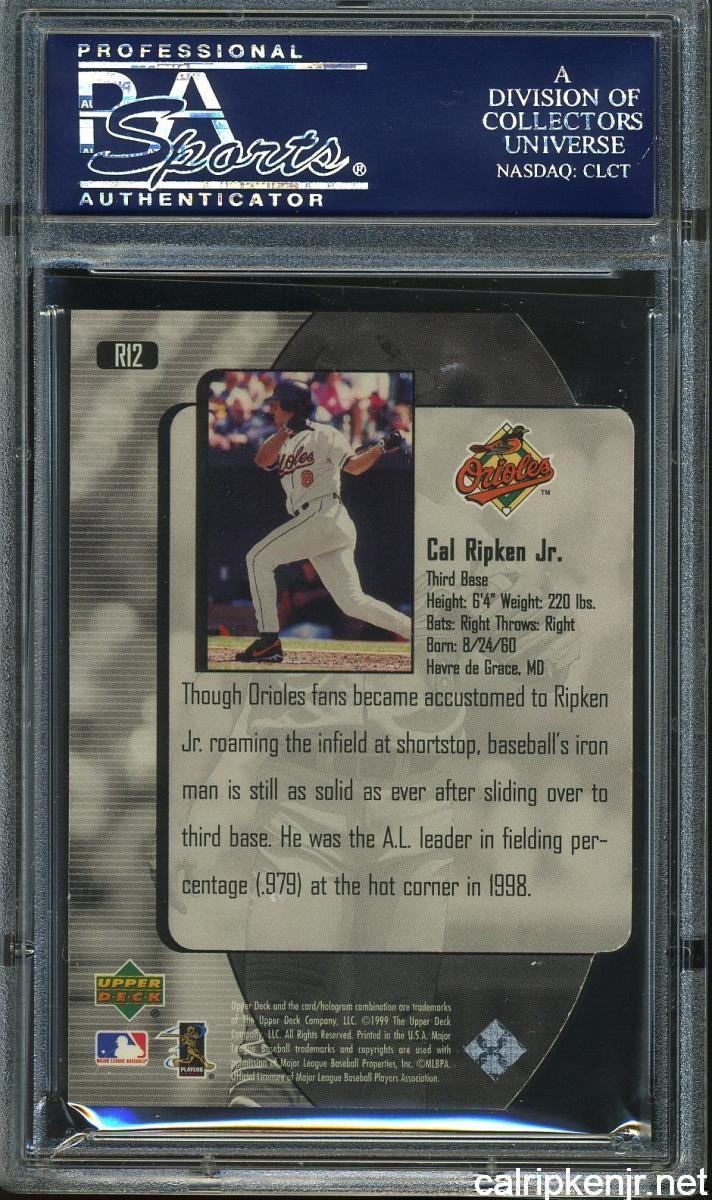 PROFESSIONAL
PSA
Sports®
AUTHENTICATOR
A
DIVISION OF
COLLECTORS
UNIVERSE
NASDAQ: CLCT
R12
Orioles
8
Orioles™
Cal Ripken Jr.
Third Base
Height: 6'4" Weight: 220 lbs.
Bats: Right Throws: Right
Born: 8/24/60
Havre de Grace, MD
Though Orioles fans became accustomed to Ripken
Jr. roaming the infield at shortstop, baseball's iron
man is still as solid as ever after sliding over to
third base. He was the A.L. leader in fielding per-
centage (.979) at the hot corner in 1998.
UPPER
DECK®
MAJOR LEAGUE BASEBALL®
PLAYERS
Upper Deck and the card/hologram combination are trademarks
of The Upper Deck Company, LLC. ©1999 The Upper Deck
Company, LLC. All Rights Reserved. Printed in the U.S.A. Major
League Baseball trademarks and copyrights are used with
permission of Major League Baseball Properties, Inc. ©MLBPA.
Official Licensee of Major League Baseball Players Association.
calripkenjr.net